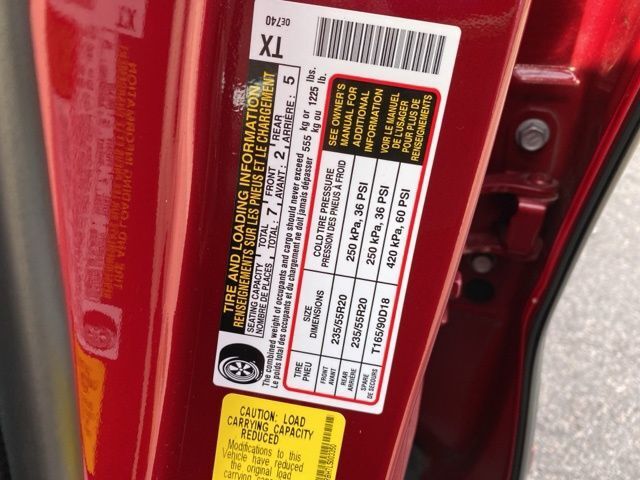 TX 0E740
TIRE AND LOADING INFORMATION
RENSEIGNEMENTS SUR LES PNEUS ET LE CHARGEMENT
SEATING CAPACITY TOTAL: 7 FRONT: 2 REAR: 5
NOMBRE DE PLACES TOTAL: AVANT: ARRIÈRE:
The combined weight of occupants and cargo should never exceed 555 kg or 1225 lbs.
Le poids total des occupants et du chargement ne doit jamais dépasser kg ou lb.
TIRE SIZE COLD TIRE PRESSURE
PNEU DIMENSIONS PRESSION DES PNEUS À FROID
FRONT AVANT 235/55R20 250 kPa, 36 PSI
REAR ARRIÈRE 235/55R20 250 kPa, 36 PSI
SPARE DE SECOURS T165/90D18 420 kPa, 60 PSI
SEE OWNER'S
MANUAL FOR
ADDITIONAL
INFORMATION
VOIR LE MANUEL
DE L'USAGER
POUR PLUS DE
RENSEIGNEMENTS
CAUTION: LOAD
CARRYING CAPACITY
REDUCED
Modifications to this
Vehicle have reduced
the original load